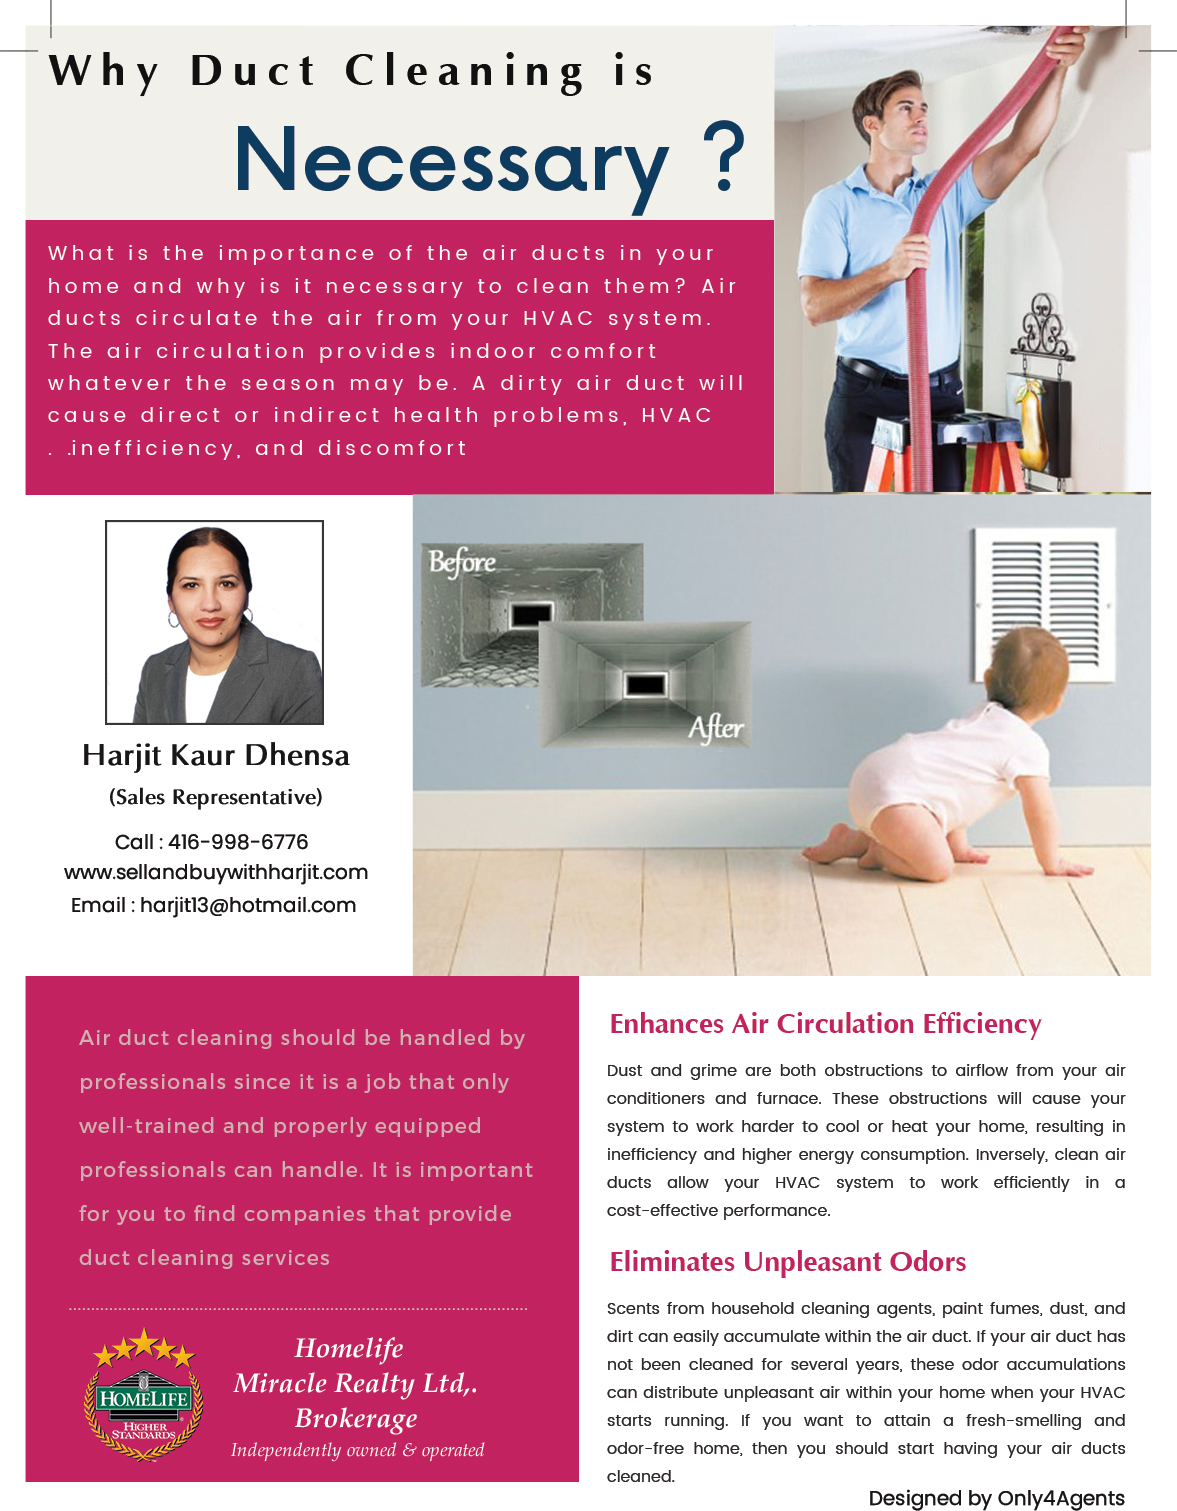 Why Duct Cleaning is
Necessary ?
What is the importance of the air ducts in your
home and why is it necessary to clean them? Air
ducts circulate the air from your HVAC system.
The air circulation provides indoor comfort
whatever the season may be. A dirty air duct will
cause direct or indirect health problems, HVAC
. .inefficiency, and discomfort
Before
After
Harjit Kaur Dhensa
(Sales Representative)
Call : 416-998-6776
www.sellandbuywithharjit.com
Email : harjit13@hotmail.com
Air duct cleaning should be handled by
professionals since it is a job that only
well-trained and properly equipped
professionals can handle. It is important
for you to find companies that provide
duct cleaning services
HOMELIFE
HIGHER
STANDARDS
Homelife
Miracle Realty Ltd,.
Brokerage
Independently owned & operated
Enhances Air Circulation Efficiency
Dust and grime are both obstructions to airflow from your air
conditioners and furnace. These obstructions will cause your
system to work harder to cool or heat your home, resulting in
inefficiency and higher energy consumption. Inversely, clean air
ducts allow your HVAC system to work efficiently in a
cost-effective performance.
Eliminates Unpleasant Odors
Scents from household cleaning agents, paint fumes, dust, and
dirt can easily accumulate within the air duct. If your air duct has
not been cleaned for several years, these odor accumulations
can distribute unpleasant air within your home when your HVAC
starts running. If you want to attain a fresh-smelling and
odor-free home, then you should start having your air ducts
cleaned.
Designed by Only4Agents